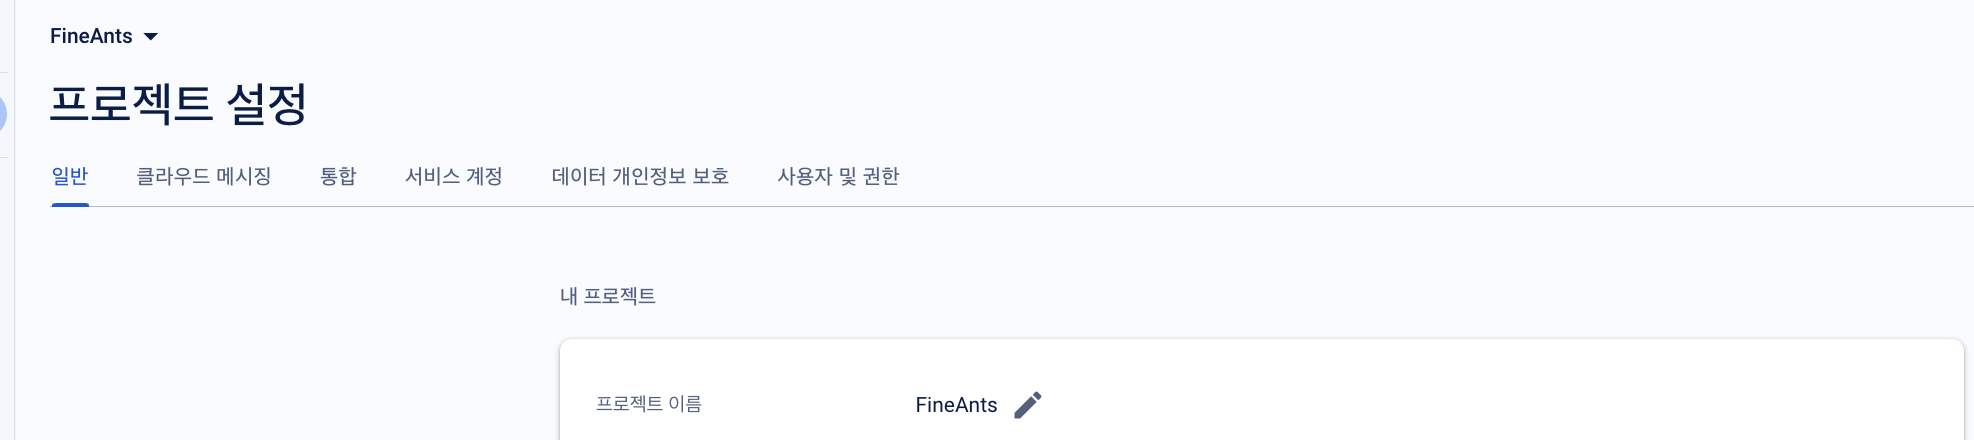 FineAnts
프로젝트 설정
일반 클라우드 메시징 통합 서비스 계정 데이터 개인정보 보호 사용자 및 권한
내 프로젝트
프로젝트 이름 FineAnts